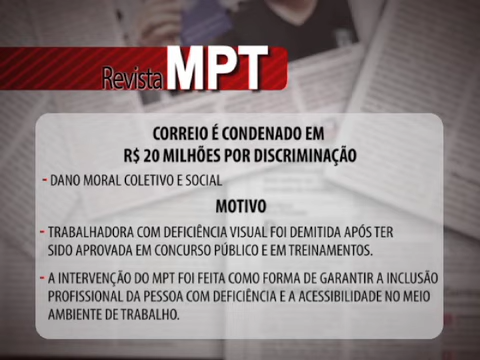 Revista MPT
CORREIO É CONDENADO EM
R$ 20 MILHÕES POR DISCRIMINAÇÃO
- DANO MORAL COLETIVO E SOCIAL
MOTIVO
- TRABALHADORA COM DEFICIÊNCIA VISUAL FOI DEMITIDA APÓS TER
SIDO APROVADA EM CONCURSO PÚBLICO E EM TREINAMENTOS.
- A INTERVENÇÃO DO MPT FOI FEITA COMO FORMA DE GARANTIR A INCLUSÃO
PROFISSIONAL DA PESSOA COM DEFICIÊNCIA E A ACESSIBILIDADE NO MEIO
AMBIENTE DE TRABALHO.